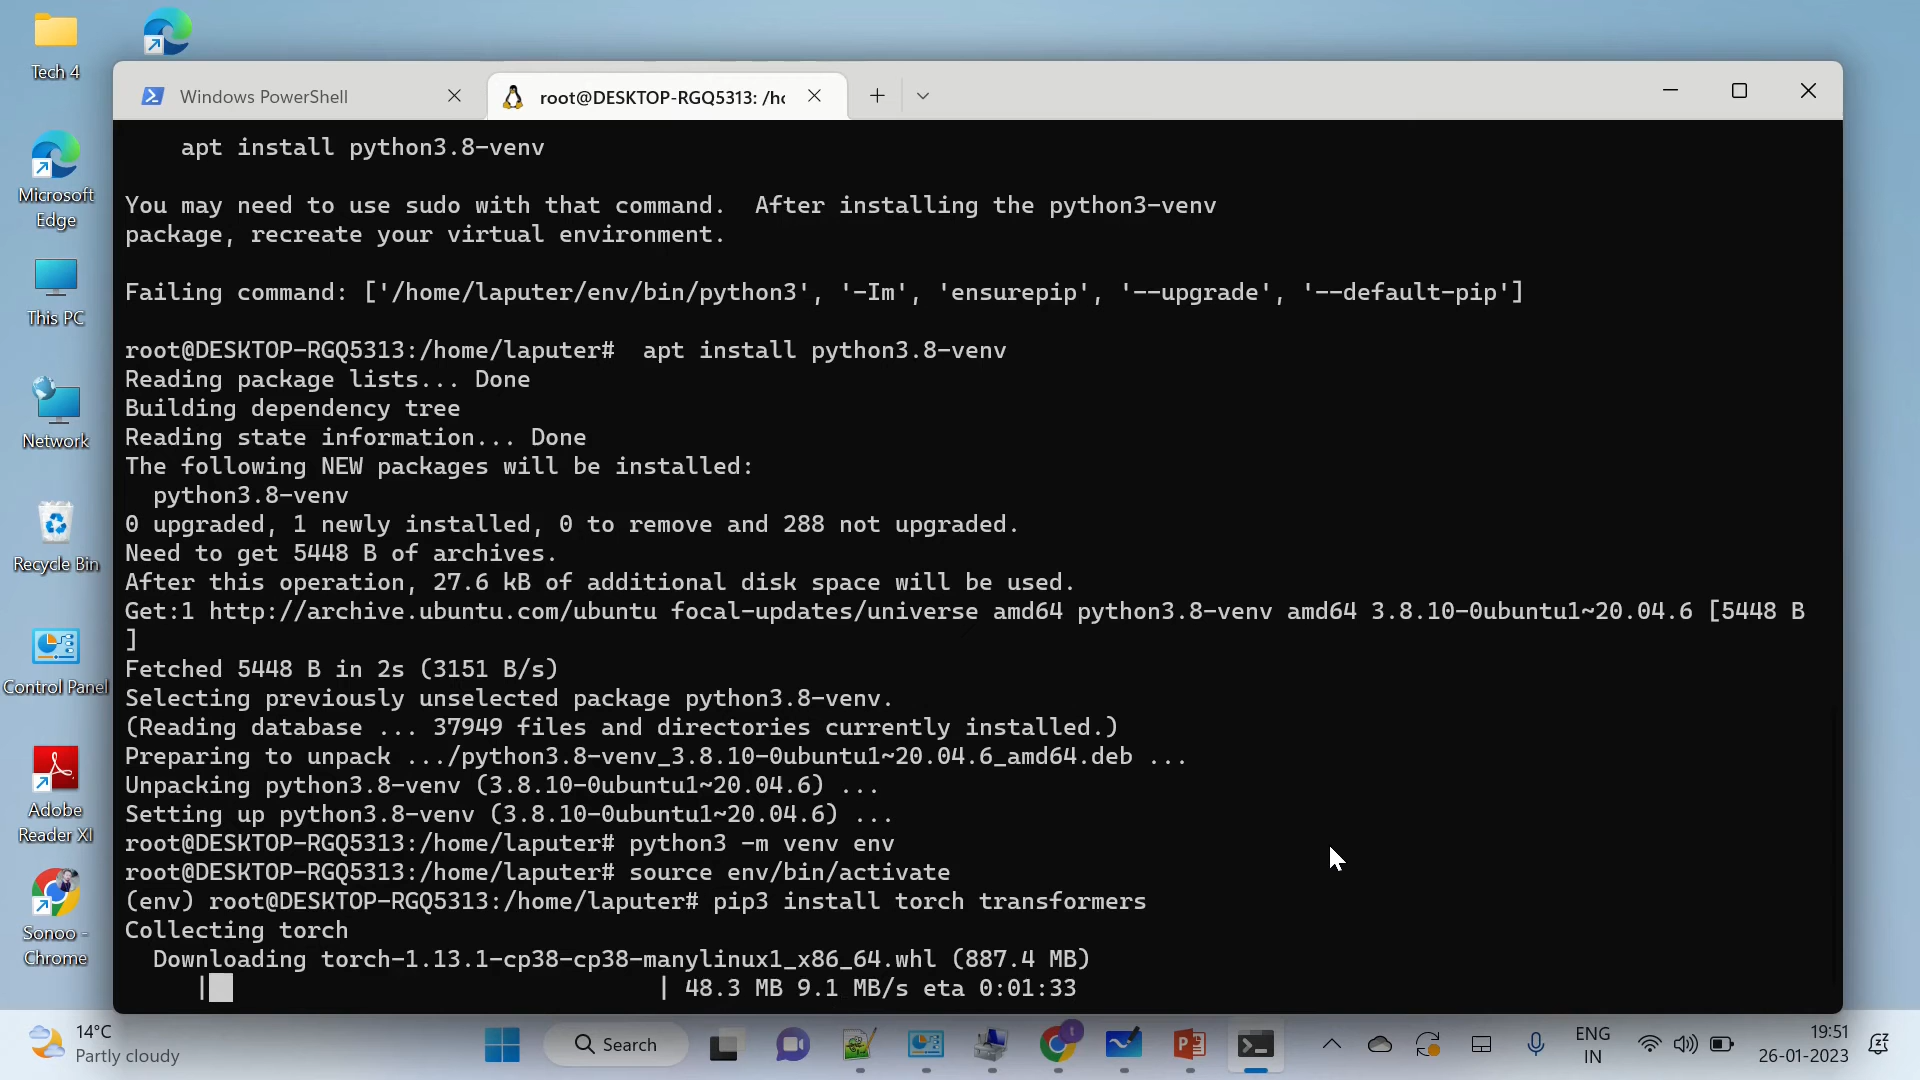 Tech 4
Microsoft
Edge
This PC
Network
Recycle Bin
Control Panel
Adobe
Reader XI
Sonoo -
Chrome
Windows PowerShell
root@DESKTOP-RGQ5313: /ho
apt install python3.8-venv
You may need to use sudo with that command.  After installing the python3-venv
package, recreate your virtual environment.
Failing command: ['/home/laputer/env/bin/python3', '-Im', 'ensurepip', '--upgrade', '--default-pip']
root@DESKTOP-RGQ5313:/home/laputer#  apt install python3.8-venv
Reading package lists... Done
Building dependency tree
Reading state information... Done
The following NEW packages will be installed:
python3.8-venv
0 upgraded, 1 newly installed, 0 to remove and 288 not upgraded.
Need to get 5448 B of archives.
After this operation, 27.6 kB of additional disk space will be used.
Get:1 http://archive.ubuntu.com/ubuntu focal-updates/universe amd64 python3.8-venv amd64 3.8.10-0ubuntu1~20.04.6 [5448 B
]
Fetched 5448 B in 2s (3151 B/s)
Selecting previously unselected package python3.8-venv.
(Reading database ... 37949 files and directories currently installed.)
Preparing to unpack .../python3.8-venv_3.8.10-0ubuntu1~20.04.6_amd64.deb ...
Unpacking python3.8-venv (3.8.10-0ubuntu1~20.04.6) ...
Setting up python3.8-venv (3.8.10-0ubuntu1~20.04.6) ...
root@DESKTOP-RGQ5313:/home/laputer# python3 -m venv env
root@DESKTOP-RGQ5313:/home/laputer# source env/bin/activate
(env) root@DESKTOP-RGQ5313:/home/laputer# pip3 install torch transformers
Collecting torch
Downloading torch-1.13.1-cp38-cp38-manylinux1_x86_64.whl (887.4 MB)
|█ | 48.3 MB 9.1 MB/s eta 0:01:33
14°C
Partly cloudy
Search
ENG
IN
19:51
26-01-2023